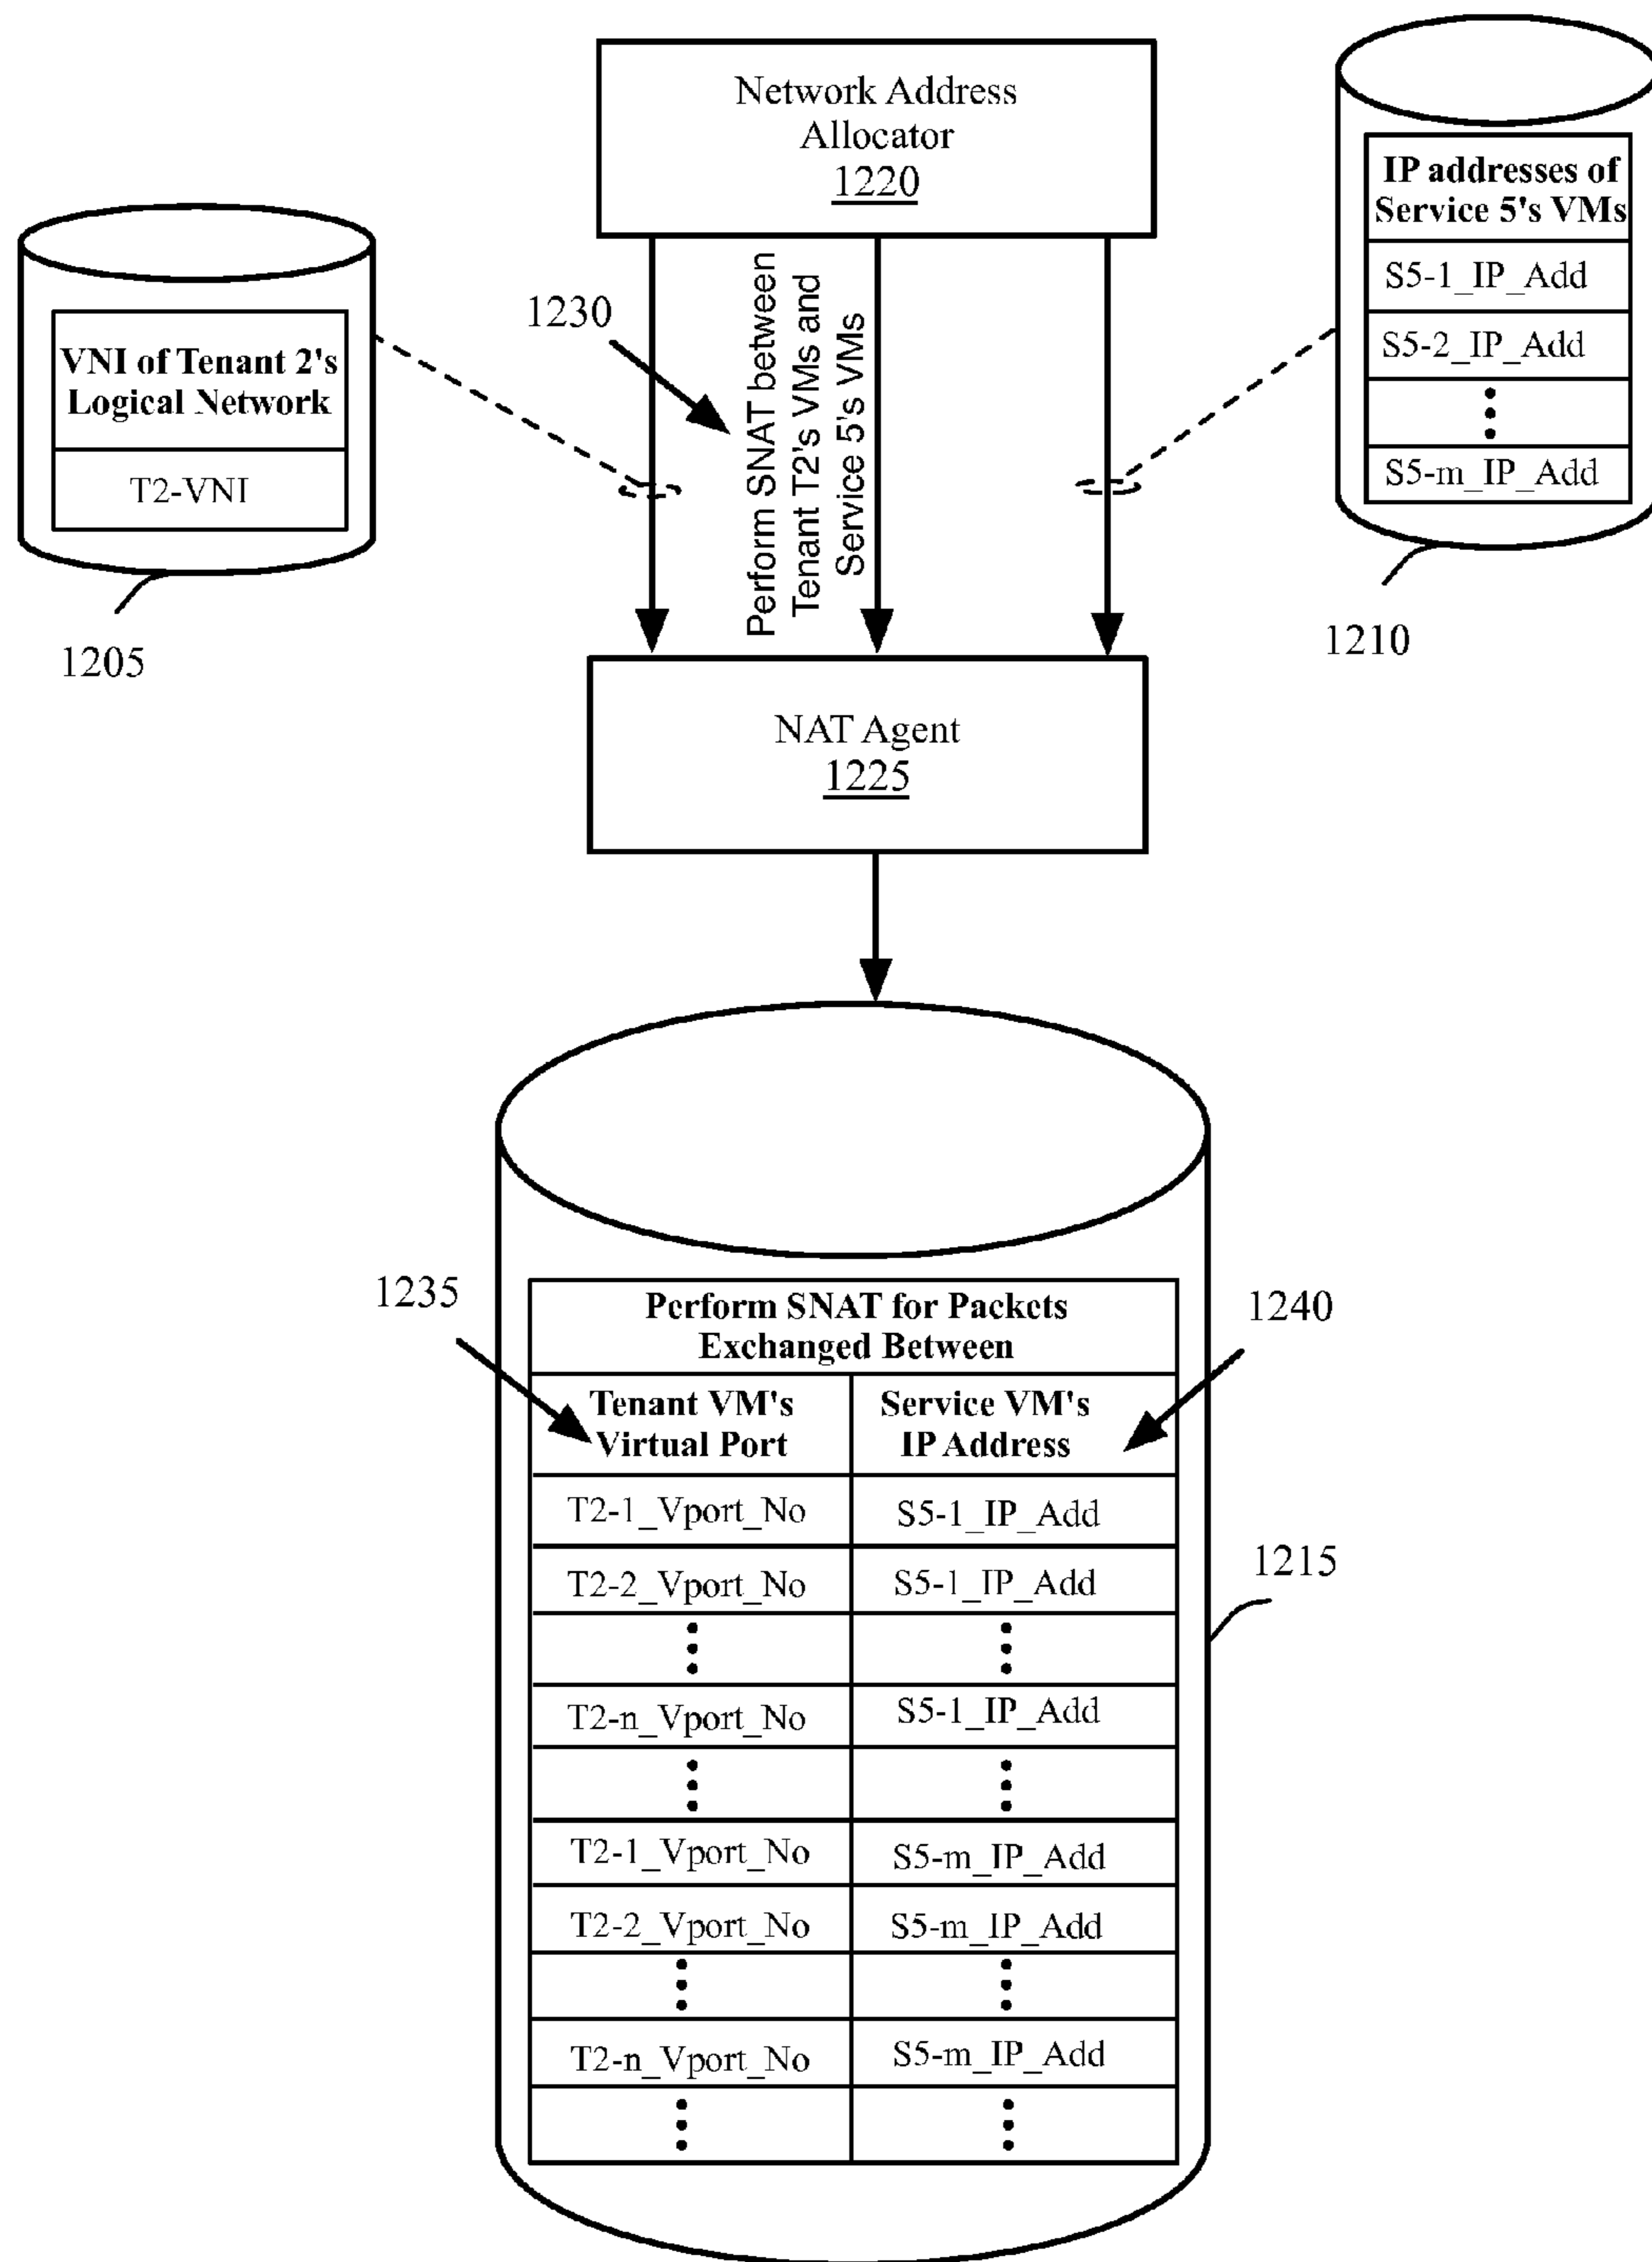 Network Address
Allocator
1220
IP addresses of
Service 5's VMs
S5-1_IP_Add
S5-2_IP_Add
S5-m_IP_Add
1210
VNI of Tenant 2's
Logical Network
T2-VNI
1205
1230
Perform SNAT between
Tenant T2's VMs and
Service 5's VMs
NAT Agent
1225
1235
1240
Perform SNAT for Packets
Exchanged Between
Tenant VM's
Virtual Port
Service VM's
IP Address
T2-1_Vport_No S5-1_IP_Add
T2-2_Vport_No S5-1_IP_Add
1215
T2-n_Vport_No S5-1_IP_Add
T2-1_Vport_No S5-m_IP_Add
T2-2_Vport_No S5-m_IP_Add
T2-n_Vport_No S5-m_IP_Add